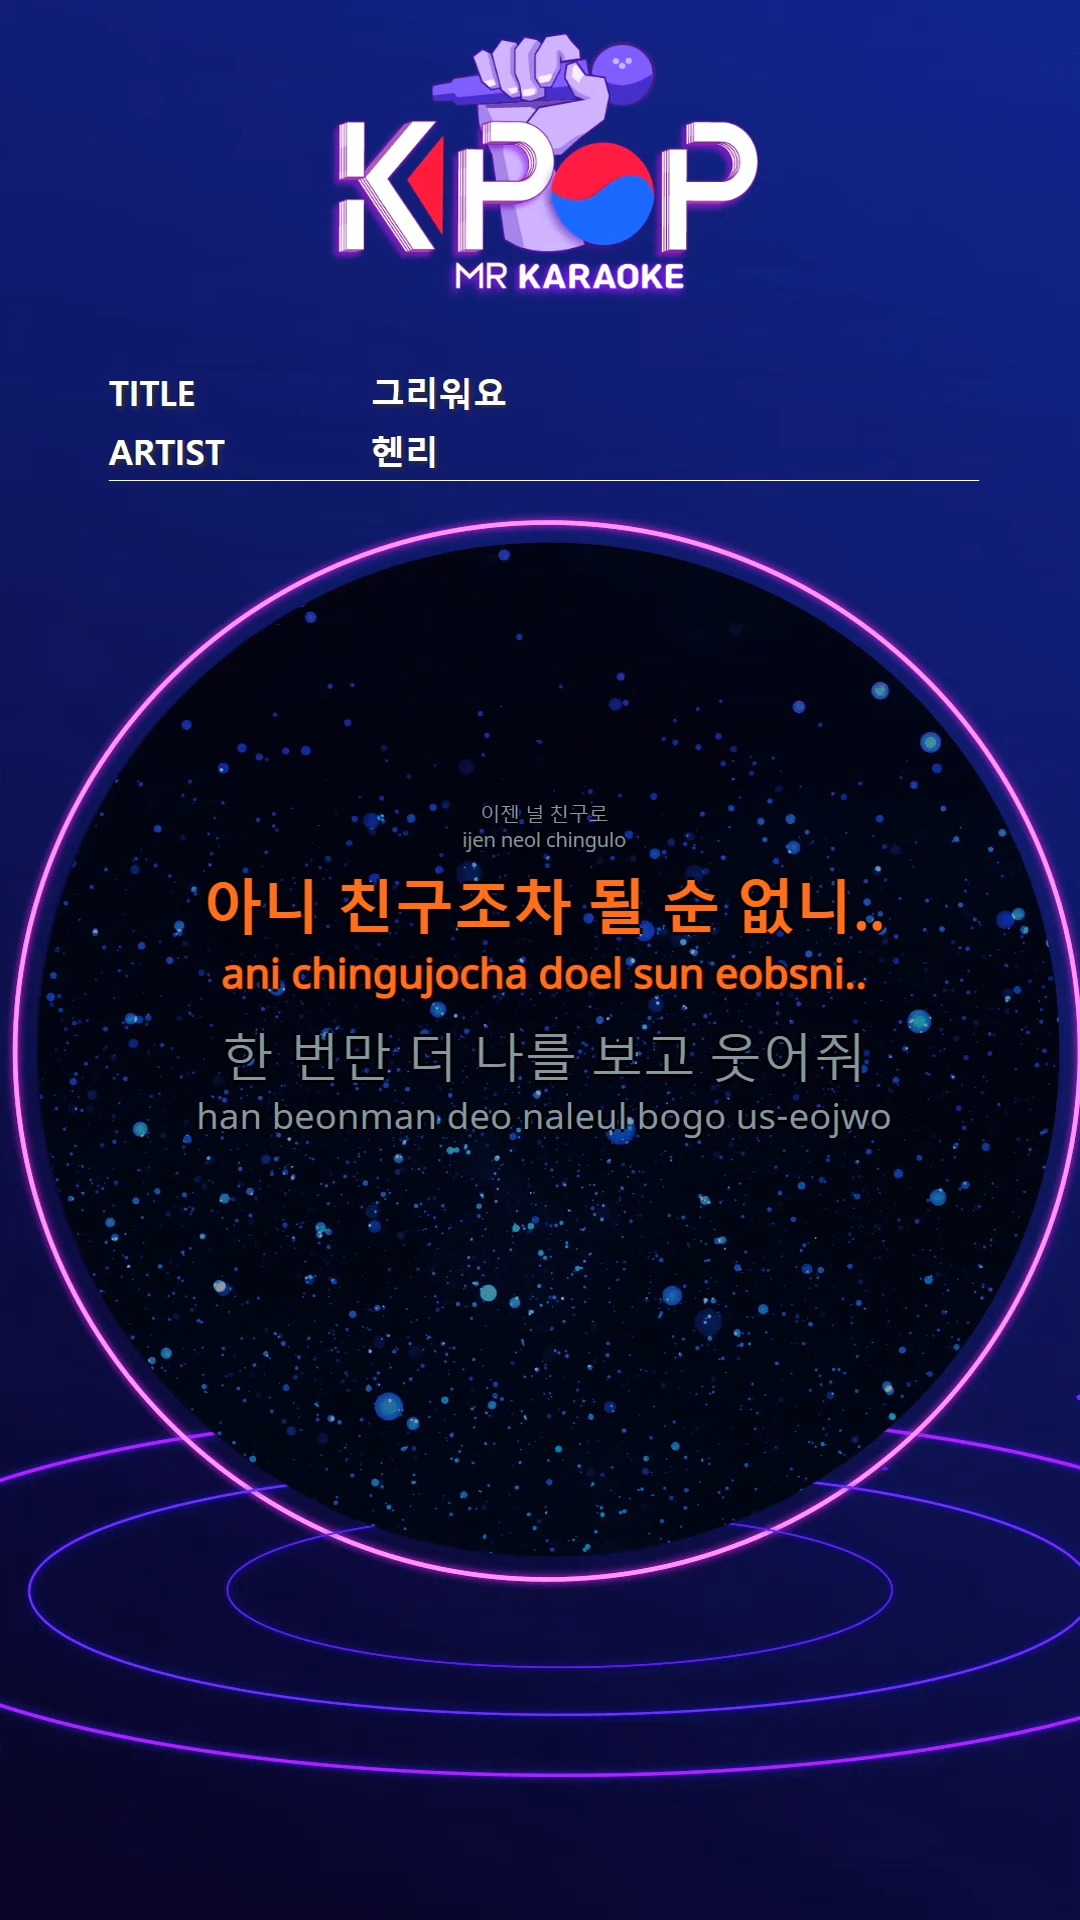 KPOP
MR KARAOKE
TITLE 그리워요
ARTIST 헨리
이젠 널 친구로
ijen neol chingulo
아니 친구조차 될 순 없니..
ani chingujocha doel sun eobsni..
한 번만 더 나를 보고 웃어줘
han beonman deo naleul bogo us-eojwo